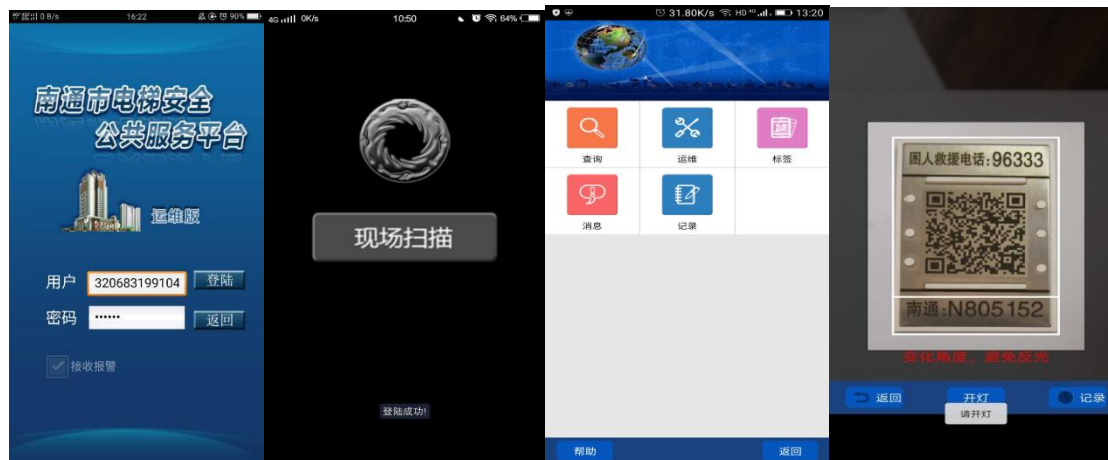 0 B/s
16:22
90%
南通市电梯安全
公共服务平台
运维版
用户
320683199104
登陆
密码
••••••
返回
接收报警
4G
0K/s
10:50
64%
现场扫描
登陆成功!
31.80K/s
HD 4G
13:20
查询
运维
标签
消息
记录
帮助
返回
困人救援电话:96333
南通:N805152
变化角度，避免反光
返回
开灯
记录
请开灯